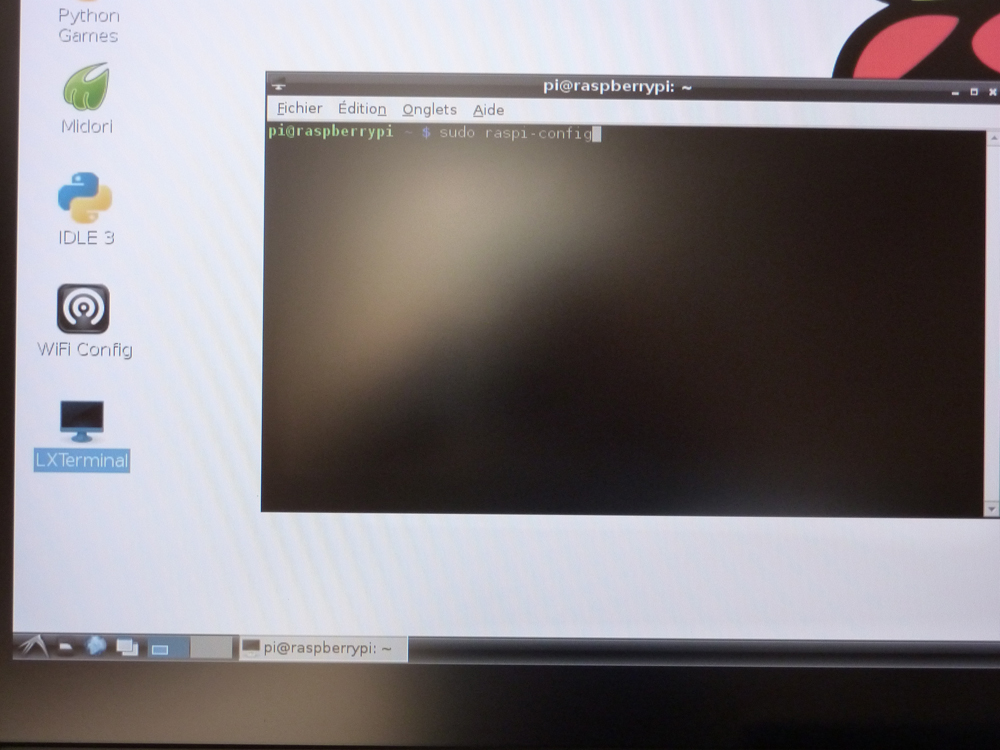 Python
Games
Midori
IDLE 3
WiFi Config
LXTerminal
pi@raspberrypi: ~
Fichier Édition Onglets Aide
pi@raspberrypi ~ $ sudo raspi-config
pi@raspberrypi: ~